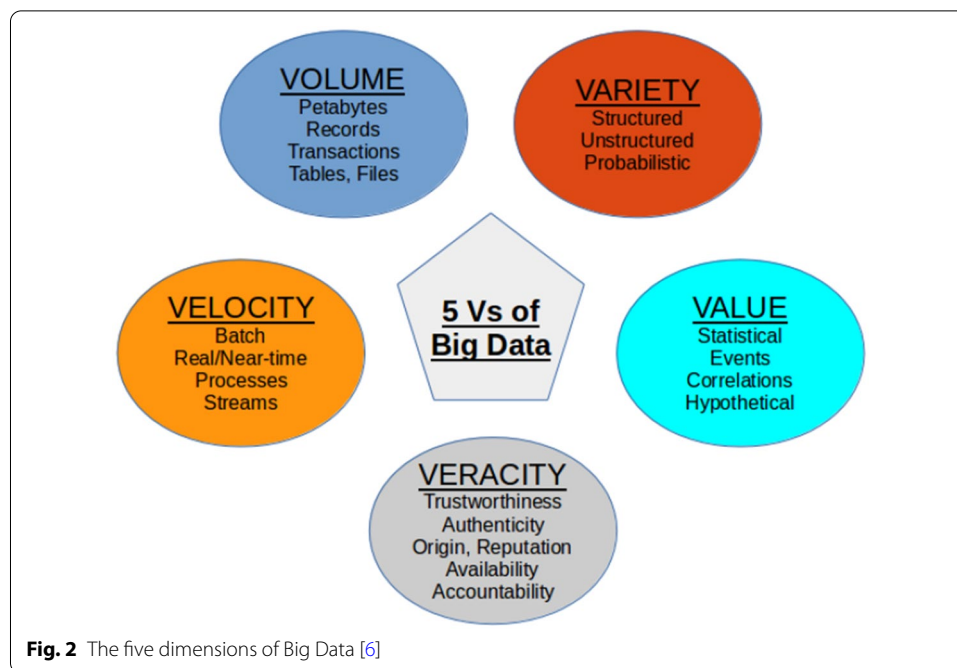 VOLUME
Petabytes
Records
Transactions
Tables, Files
VARIETY
Structured
Unstructured
Probabilistic
VELOCITY
Batch
Real/Near-time
Processes
Streams
5 Vs of
Big Data
VALUE
Statistical
Events
Correlations
Hypothetical
VERACITY
Trustworthiness
Authenticity
Origin, Reputation
Availability
Accountability
Fig. 2 The five dimensions of Big Data [6]